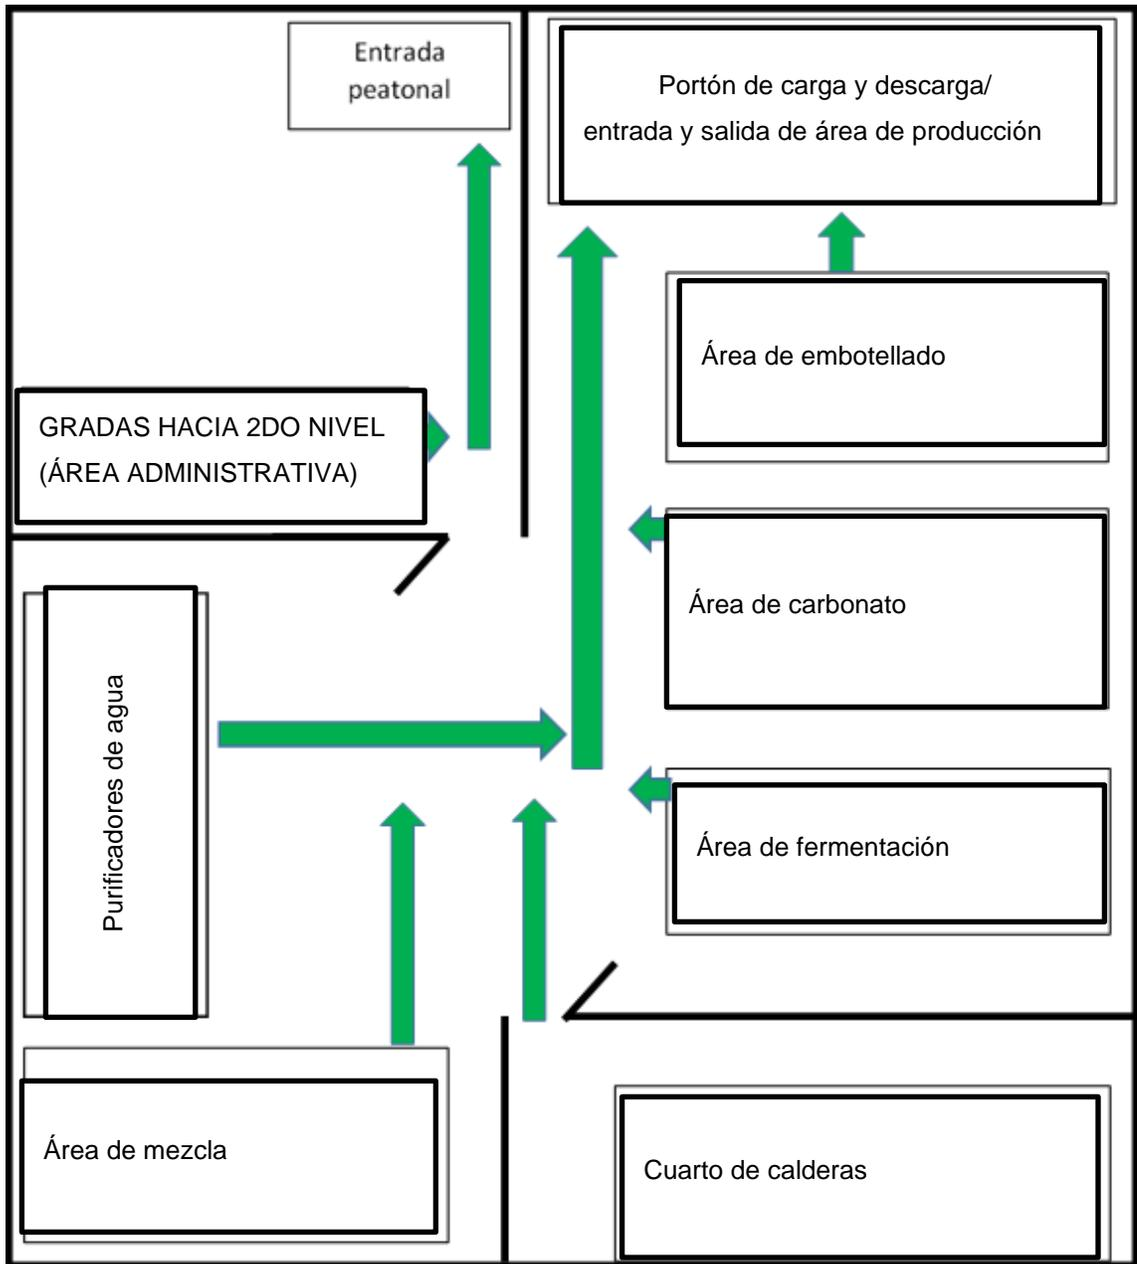 Entrada
peatonal
Portón de carga y descarga/
entrada y salida de área de producción
Área de embotellado
GRADAS HACIA 2DO NIVEL
(ÁREA ADMINISTRATIVA)
Área de carbonato
Purificadores de agua
Área de fermentación
Área de mezcla
Cuarto de calderas